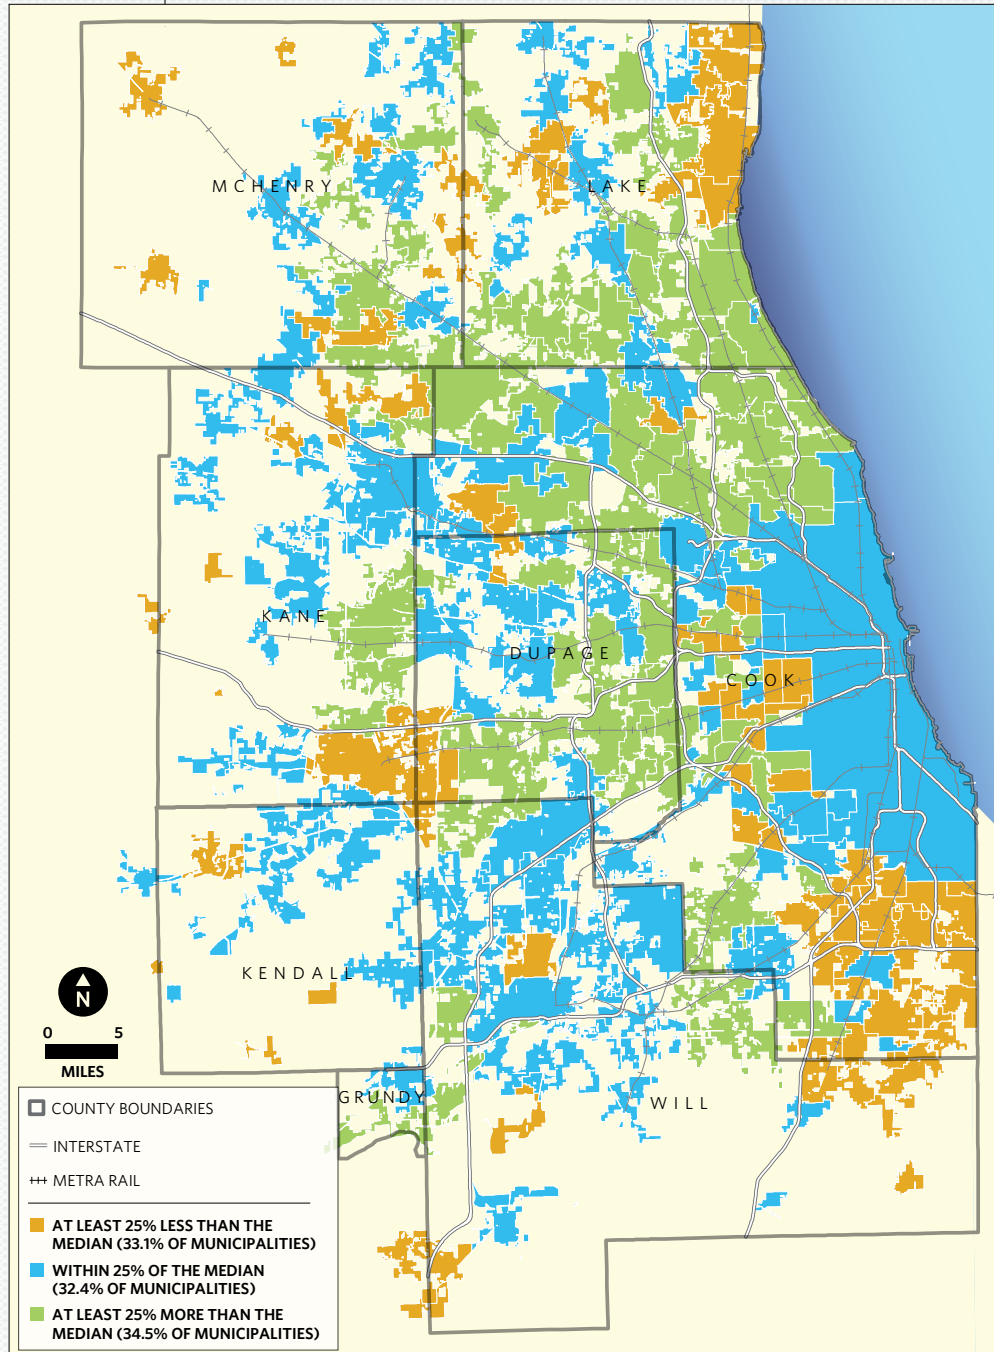 MCHENRY
LAKE
KANE
DUPAGE
COOK
KENDALL
GRUNDY
WILL
N
0 5
MILES
COUNTY BOUNDARIES
INTERSTATE
METRA RAIL
AT LEAST 25% LESS THAN THE
MEDIAN (33.1% OF MUNICIPALITIES)
WITHIN 25% OF THE MEDIAN
(32.4% OF MUNICIPALITIES)
AT LEAST 25% MORE THAN THE
MEDIAN (34.5% OF MUNICIPALITIES)